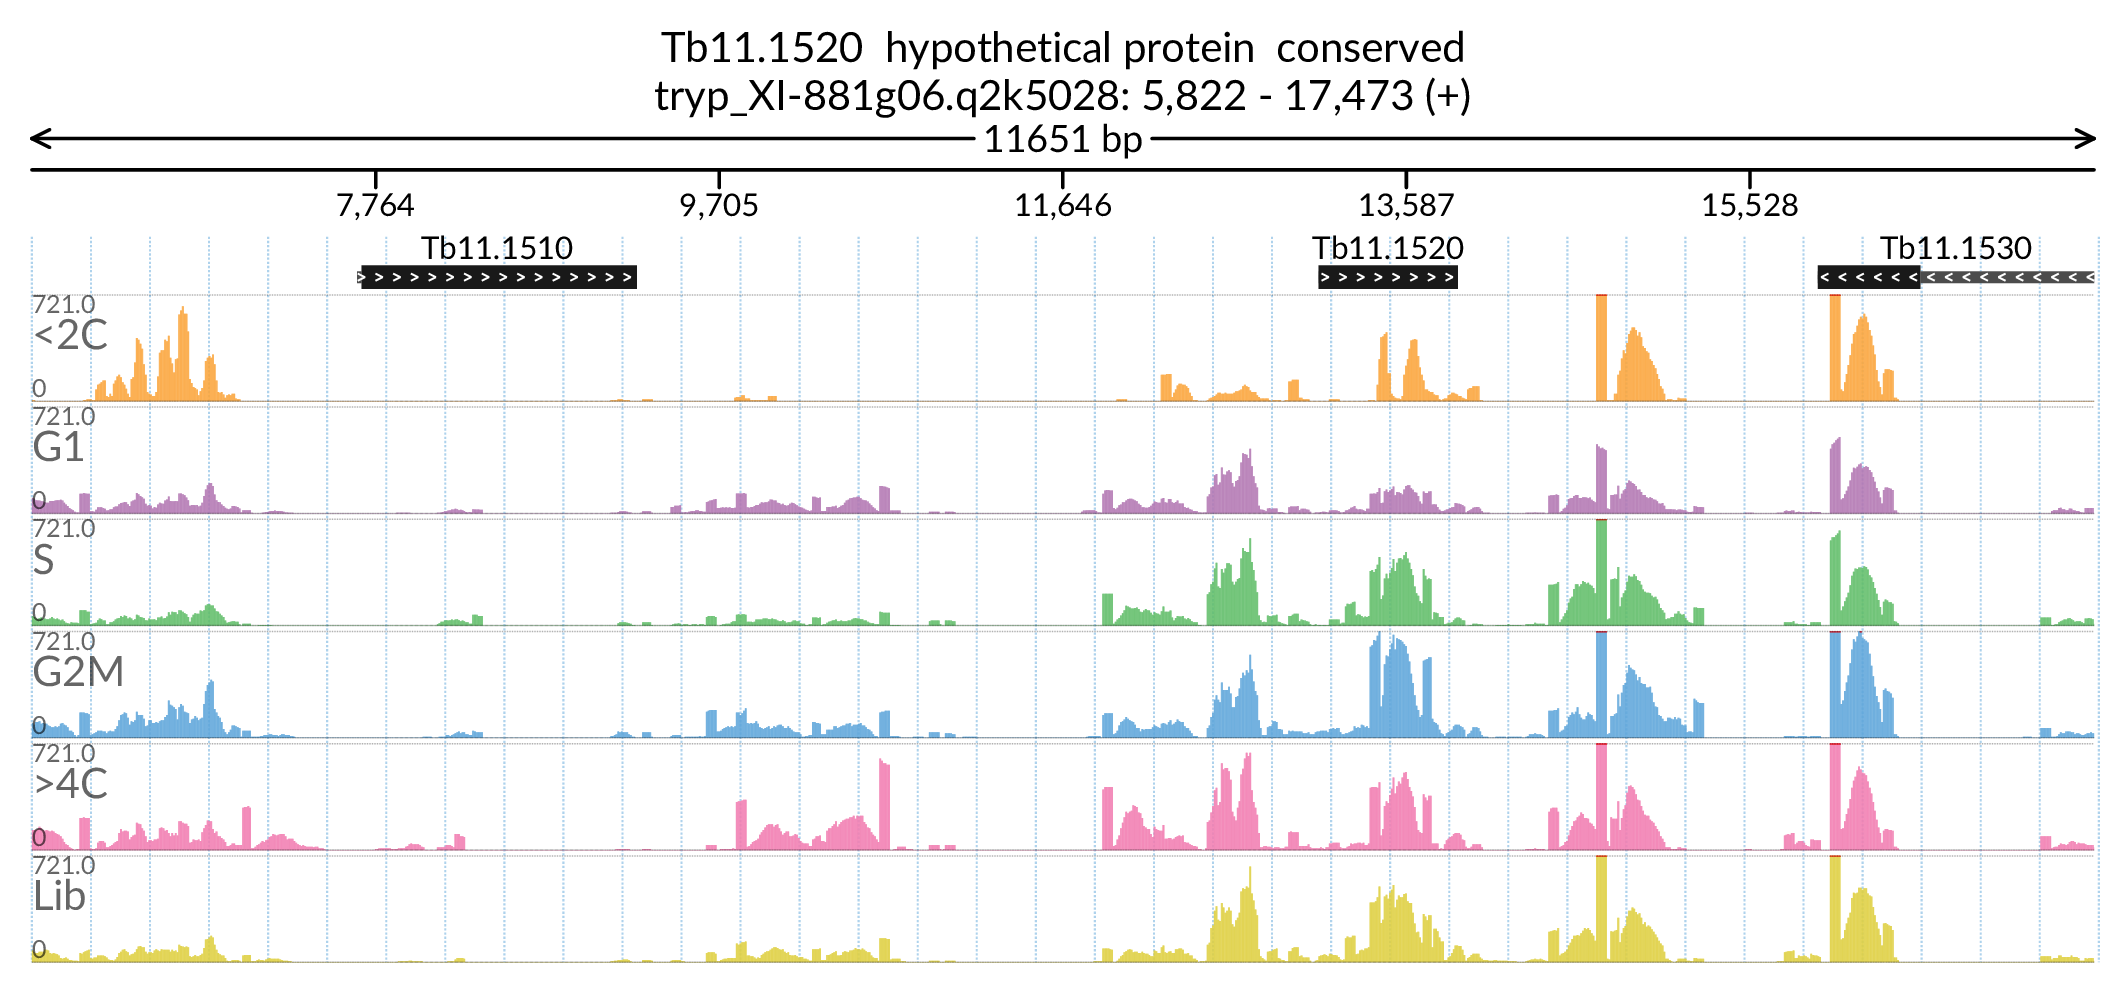 Tb11.1520 hypothetical protein conserved
tryp_XI-881g06.q2k5028: 5,822 - 17,473 (+)
11651 bp
7,764 9,705 11,646 13,587 15,528
Tb11.1510 Tb11.1520 Tb11.1530
721.0
<2C
0
721.0
G1
0
721.0
S
0
721.0
G2M
0
721.0
>4C
0
721.0
Lib
0